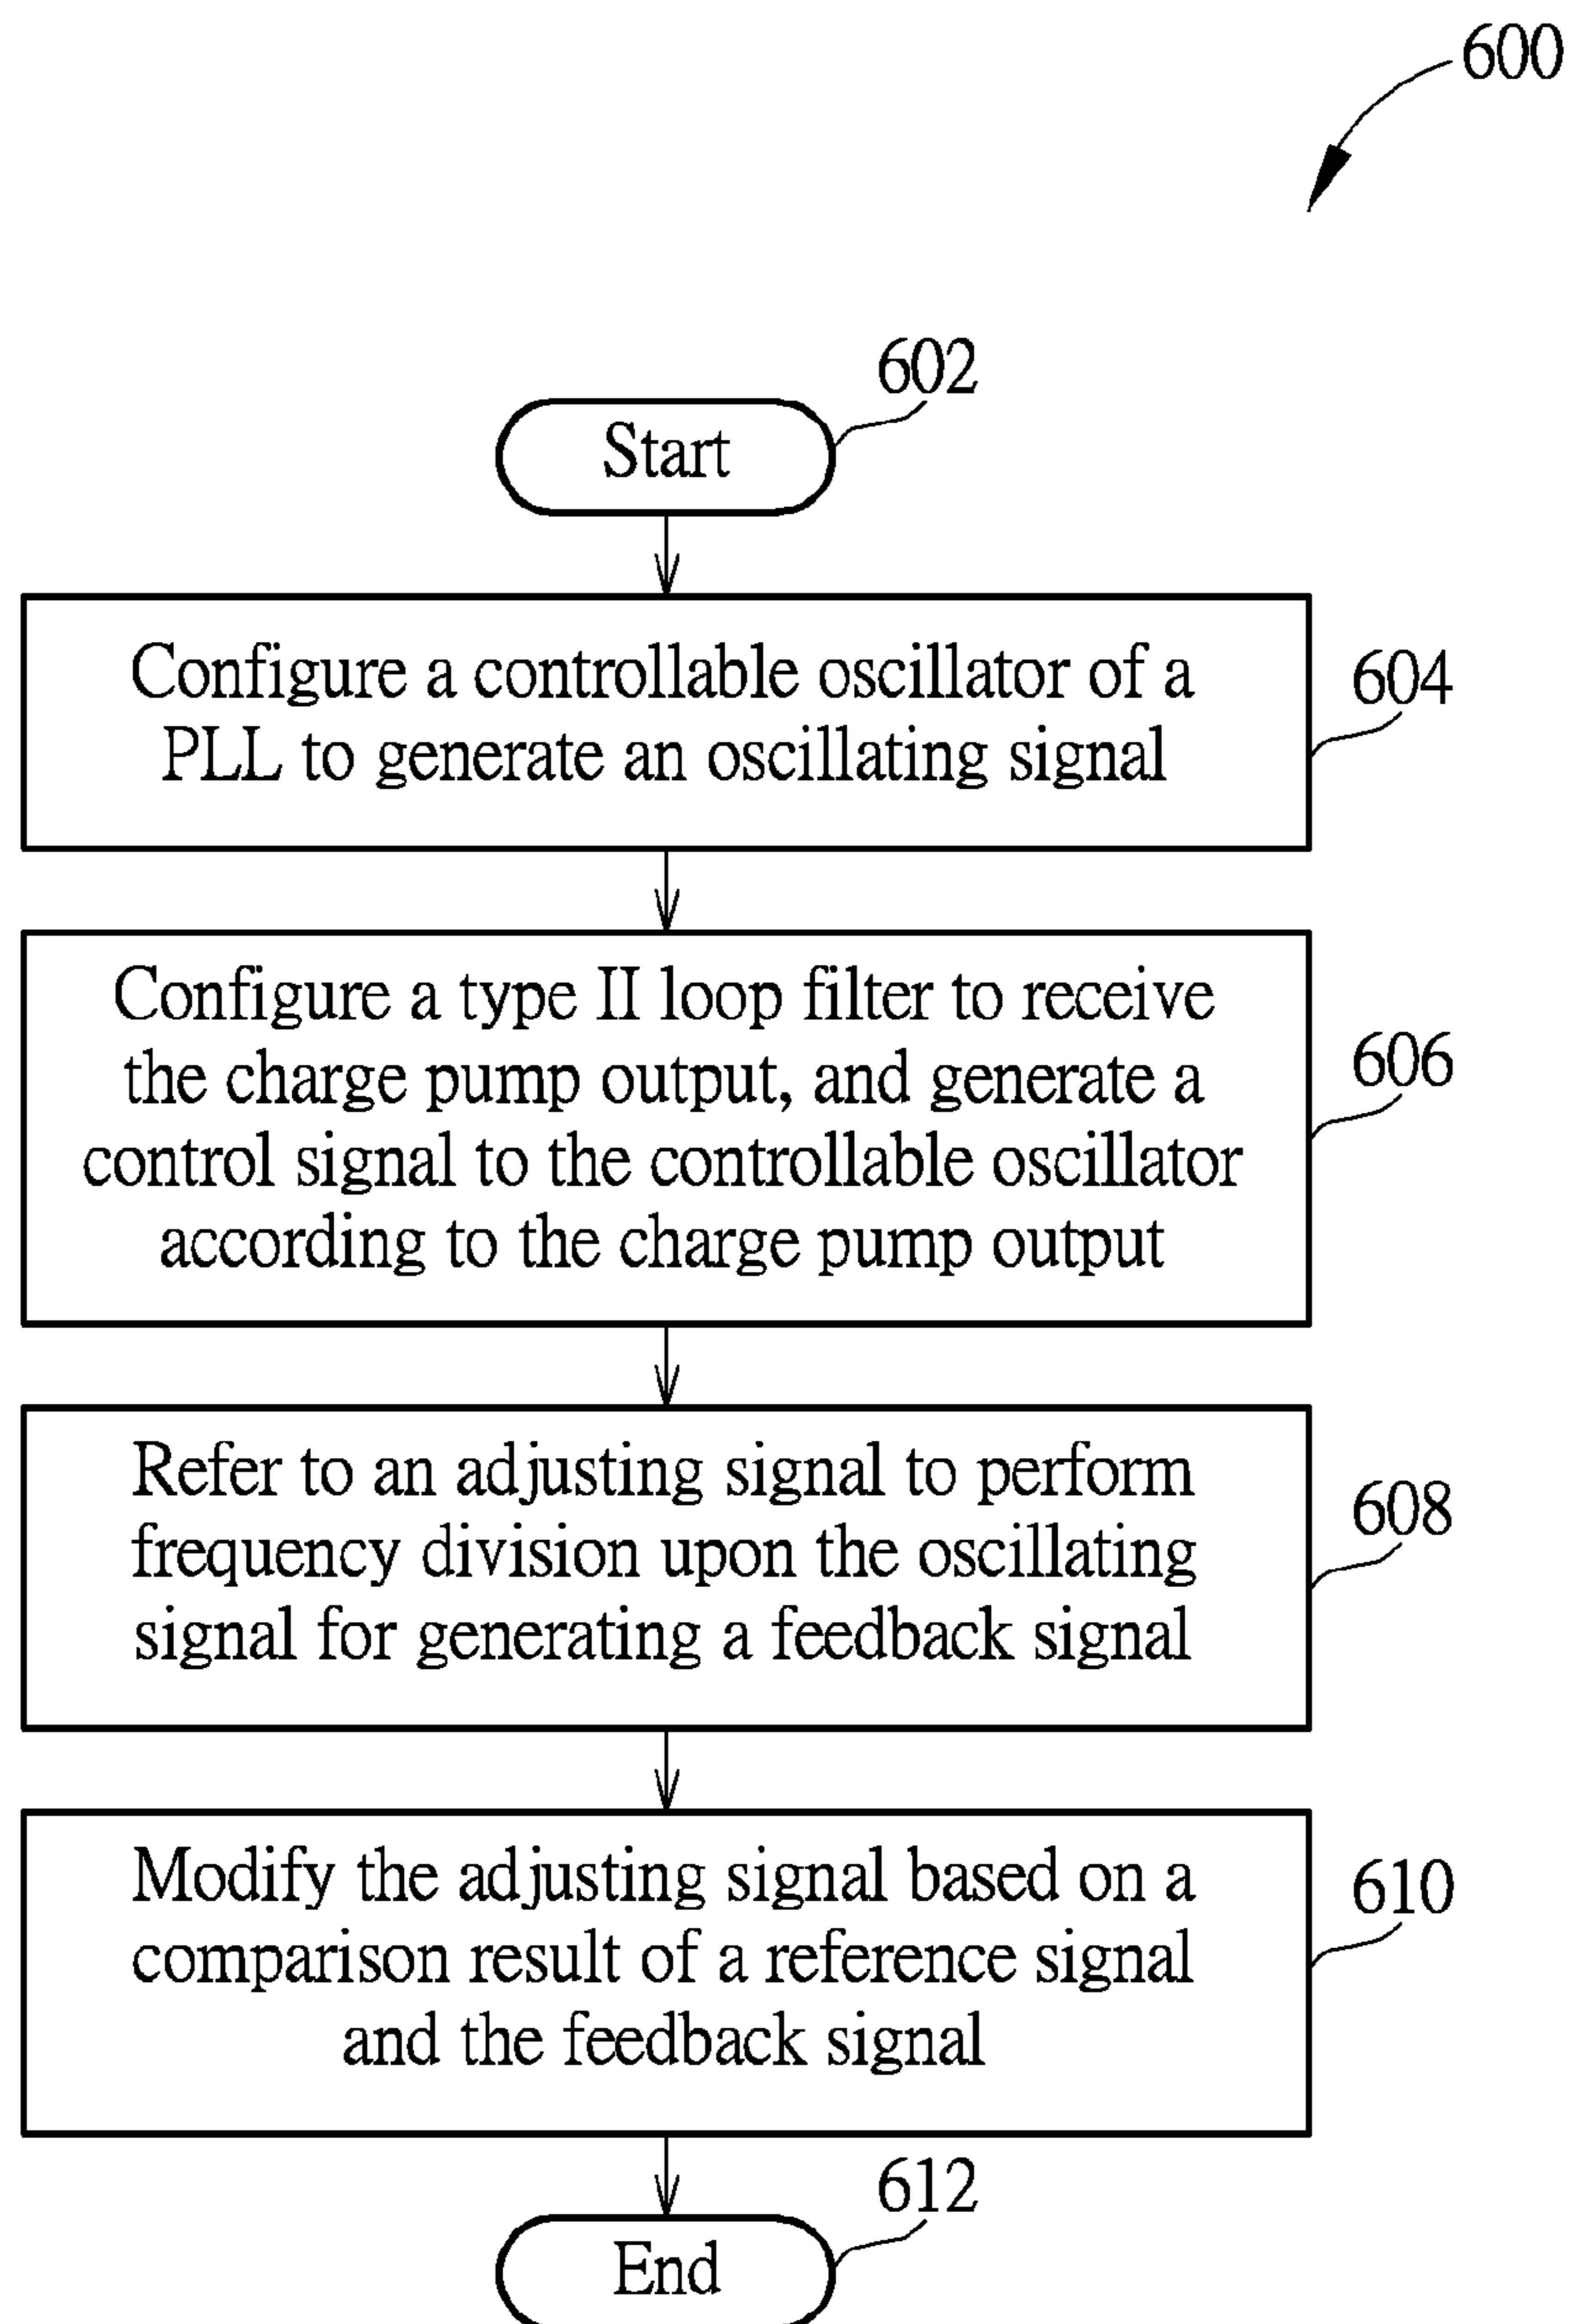 600
602
Start
Configure a controllable oscillator of a
PLL to generate an oscillating signal
604
Configure a type II loop filter to receive
the charge pump output, and generate a
control signal to the controllable oscillator
according to the charge pump output
606
Refer to an adjusting signal to perform
frequency division upon the oscillating
signal for generating a feedback signal
608
Modify the adjusting signal based on a
comparison result of a reference signal
and the feedback signal
610
612
End